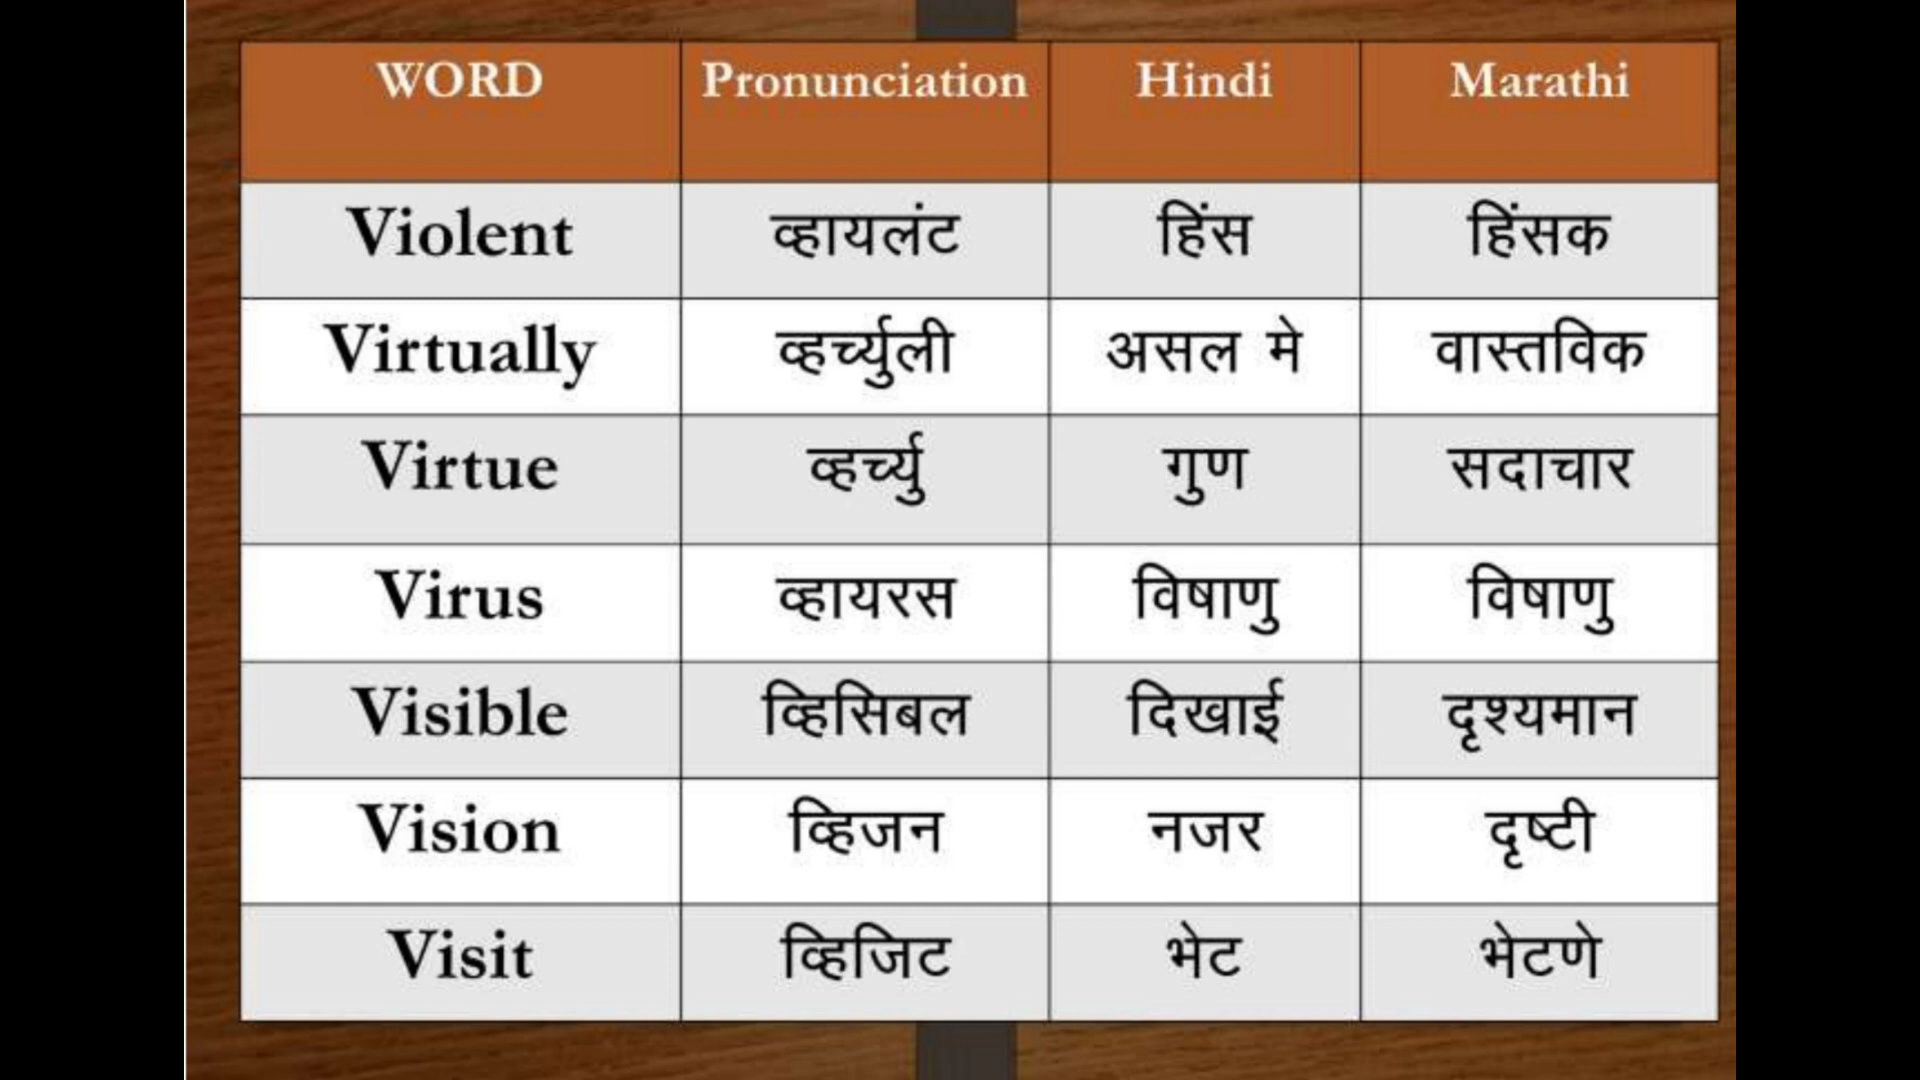 WORD Pronunciation Hindi Marathi
Violent व्हायलंट हिंस हिंसक
Virtually व्हर्च्युली असल मे वास्तविक
Virtue व्हर्च्यु गुण सदाचार
Virus व्हायरस विषाणु विषाणु
Visible व्हिसिबल दिखाई दृश्यमान
Vision व्हिजन नजर दृष्टी
Visit व्हिजिट भेट भेटणे